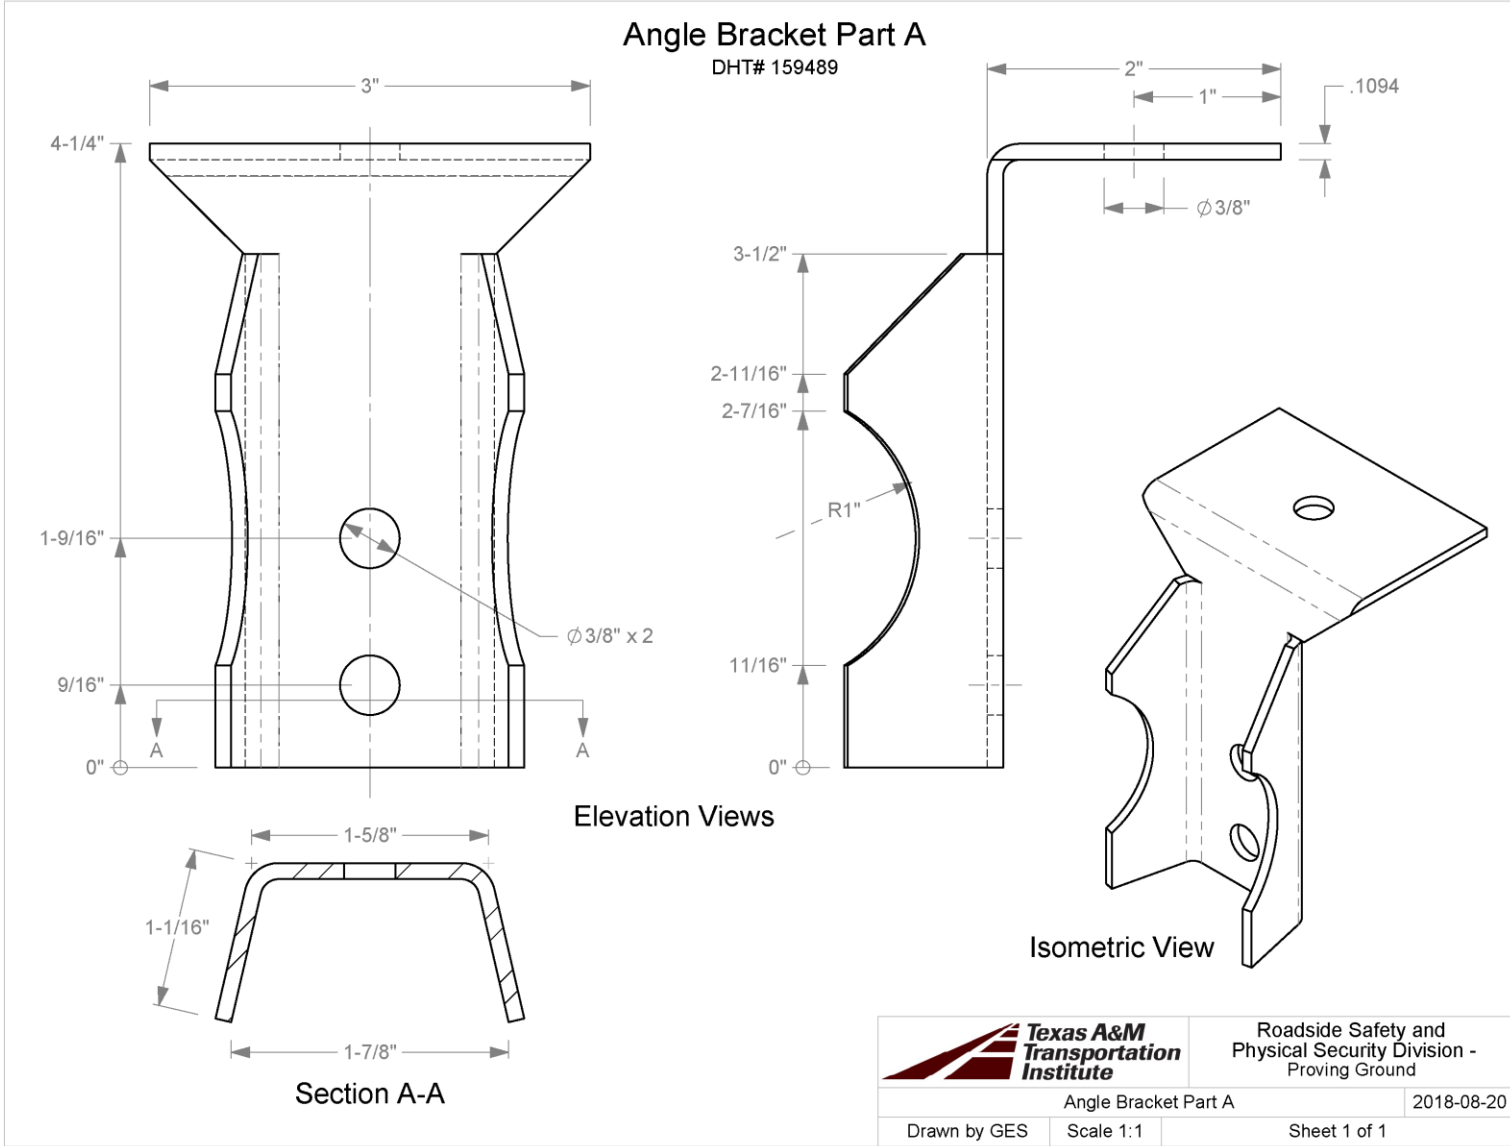 Angle Bracket Part A
DHT# 159489
3"
4-1/4"
1-9/16"
9/16"
0"
A
A
Ø3/8" x 2
2"
1"
.1094
Ø3/8"
3-1/2"
2-11/16"
2-7/16"
R1"
11/16"
0"
Elevation Views
1-5/8"
1-1/16"
1-7/8"
Section A-A
Isometric View
Texas A&M
Transportation
Institute
Roadside Safety and
Physical Security Division -
Proving Ground
Angle Bracket Part A
2018-08-20
Drawn by GES
Scale 1:1
Sheet 1 of 1